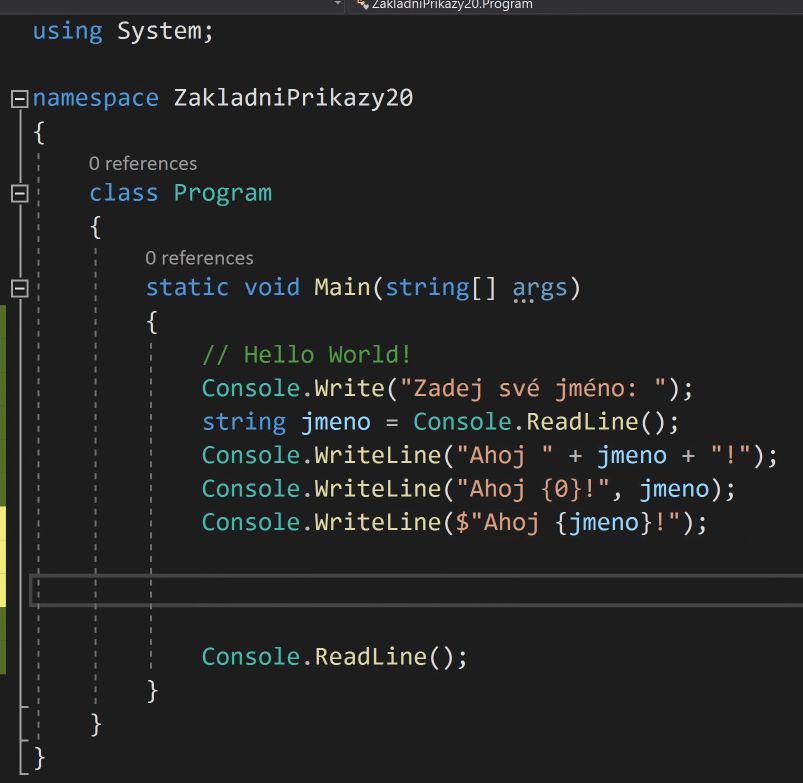 ZakladniPrikazy20.Program
using System;
namespace ZakladniPrikazy20
{
0 references
class Program
{
0 references
static void Main(string[] args)
{
// Hello World!
Console.Write("Zadej své jméno: ");
string jmeno = Console.ReadLine();
Console.WriteLine("Ahoj " + jmeno + "!");
Console.WriteLine("Ahoj {0}!", jmeno);
Console.WriteLine($"Ahoj {jmeno}!");
Console.ReadLine();
}
}
}